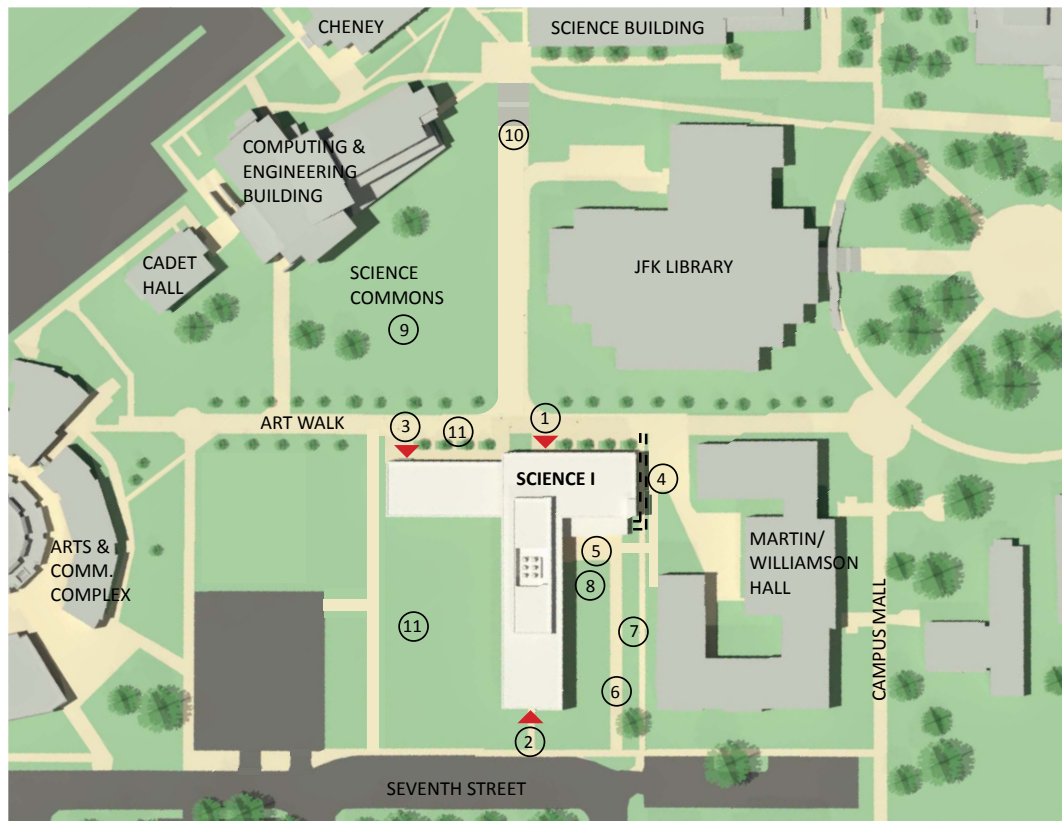 CHENEY
SCIENCE BUILDING
10
COMPUTING &
ENGINEERING
BUILDING
CADET
HALL
SCIENCE
COMMONS
9
JFK LIBRARY
ART WALK
3
11
1
SCIENCE I
4
ARTS &
COMM.
COMPLEX
5
8
MARTIN/
WILLIAMSON
HALL
11
7
6
CAMPUS MALL
2
SEVENTH STREET